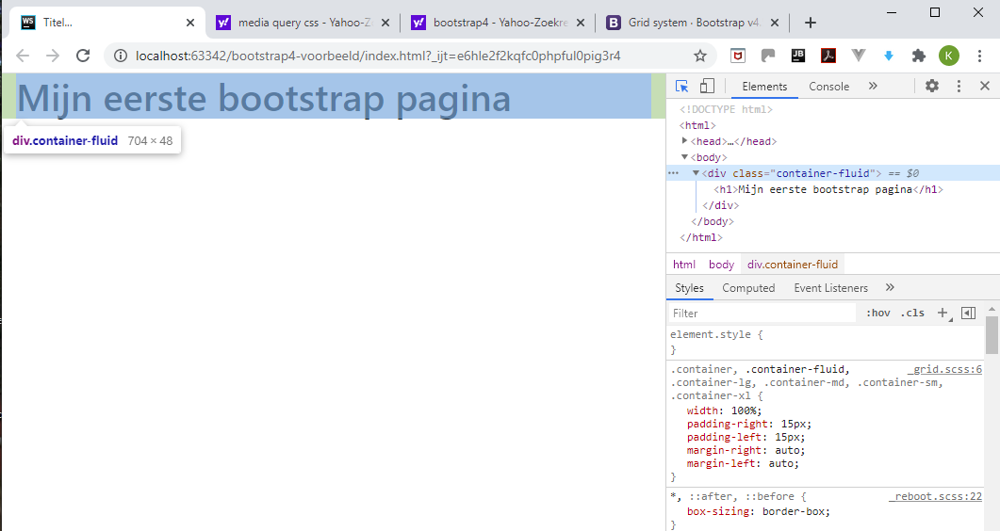 WS
Titel...
media query css - Yahoo-Z
bootstrap4 - Yahoo-Zoekre
B
Grid system · Bootstrap v4
localhost:63342/bootstrap4-voorbeeld/index.html?_ijt=e6hle2f2kqfc0phpful0pig3r4
JB
K
Mijn eerste bootstrap pagina
div.container-fluid 704 × 48
Elements
Console
<!DOCTYPE html>
<html>
<head>…</head>
<body>
<div class="container-fluid"> == $0
<h1>Mijn eerste bootstrap pagina</h1>
</div>
</body>
</html>
html body div.container-fluid
Styles Computed Event Listeners
Filter :hov .cls
element.style {
}
.container, .container-fluid, _grid.scss:6
.container-lg, .container-md, .container-sm,
.container-xl {
width: 100%;
padding-right: 15px;
padding-left: 15px;
margin-right: auto;
margin-left: auto;
}
*, ::after, ::before { _reboot.scss:22
box-sizing: border-box;
}